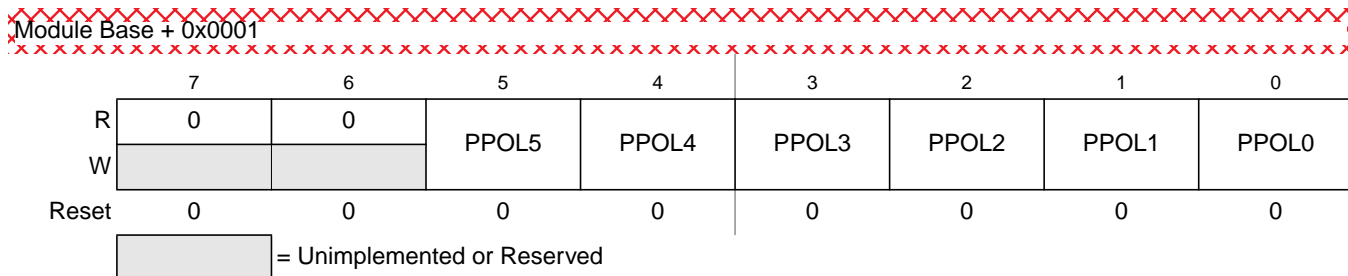 Module Base + 0x0001
7 6 5 4 3 2 1 0
R 0 0 PPOL5 PPOL4 PPOL3 PPOL2 PPOL1 PPOL0
W
Reset 0 0 0 0 0 0 0 0
= Unimplemented or Reserved